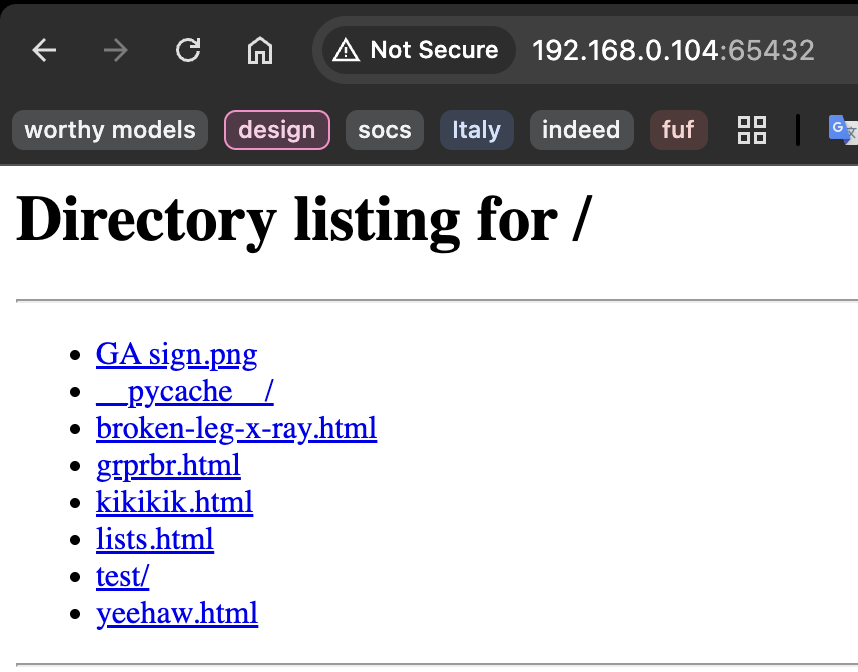 Not Secure 192.168.0.104:65432
worthy models design socs Italy indeed fuf
Directory listing for /
GA sign.png
__pycache__/
broken-leg-x-ray.html
grprbr.html
kikikik.html
lists.html
test/
yeehaw.html